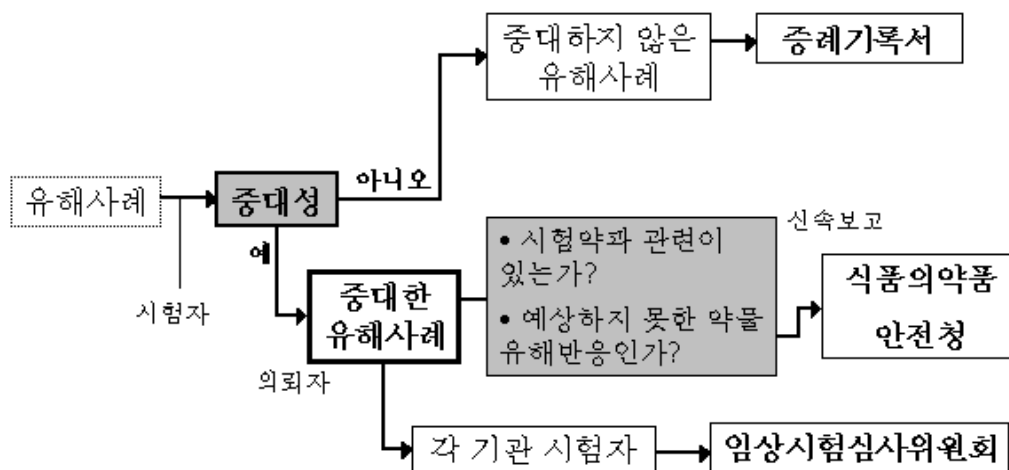 중대하지 않은
유해사례
증례기록서
유해사례
중대성
아니오
예
시험자
중대한
유해사례
의뢰자
• 시험약과 관련이
있는가?
• 예상하지 못한 약물
유해반응인가?
신속보고
식품의약품
안전청
각 기관 시험자
임상시험심사위원회